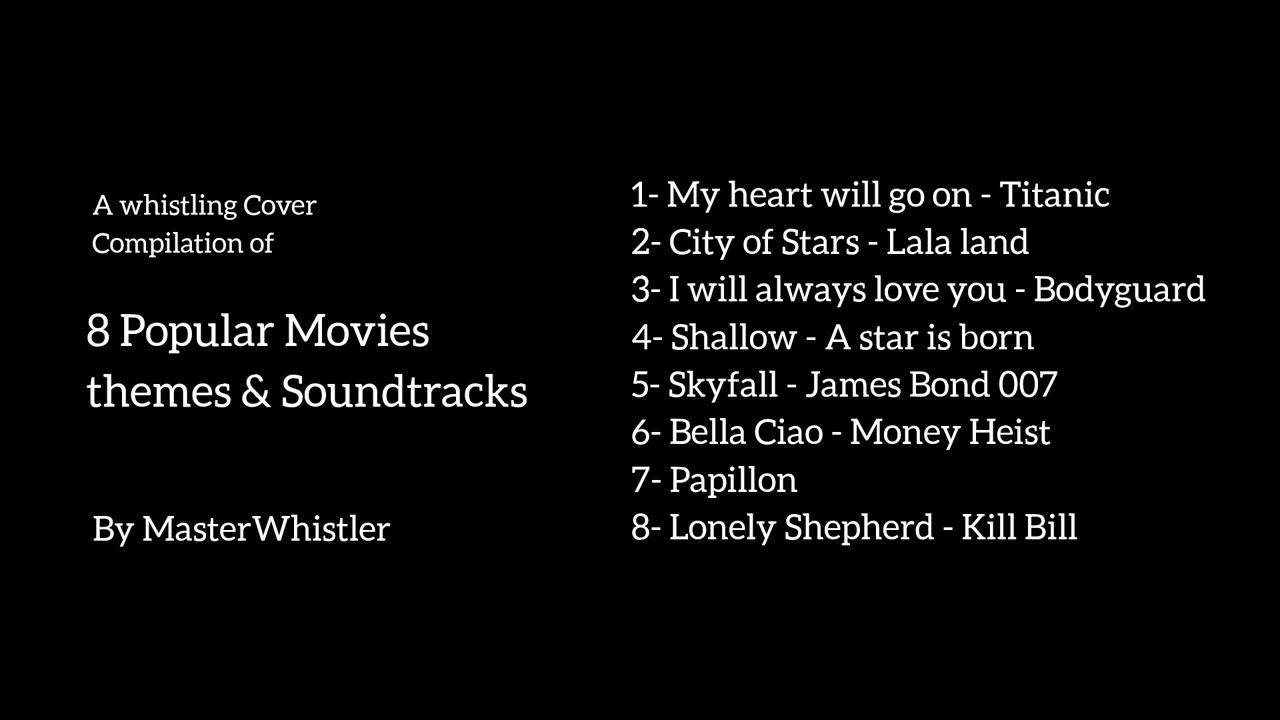 A whistling Cover
Compilation of
8 Popular Movies
themes & Soundtracks
By MasterWhistler
1- My heart will go on - Titanic
2- City of Stars - Lala land
3- I will always love you - Bodyguard
4- Shallow - A star is born
5- Skyfall - James Bond 007
6- Bella Ciao - Money Heist
7- Papillon
8- Lonely Shepherd - Kill Bill